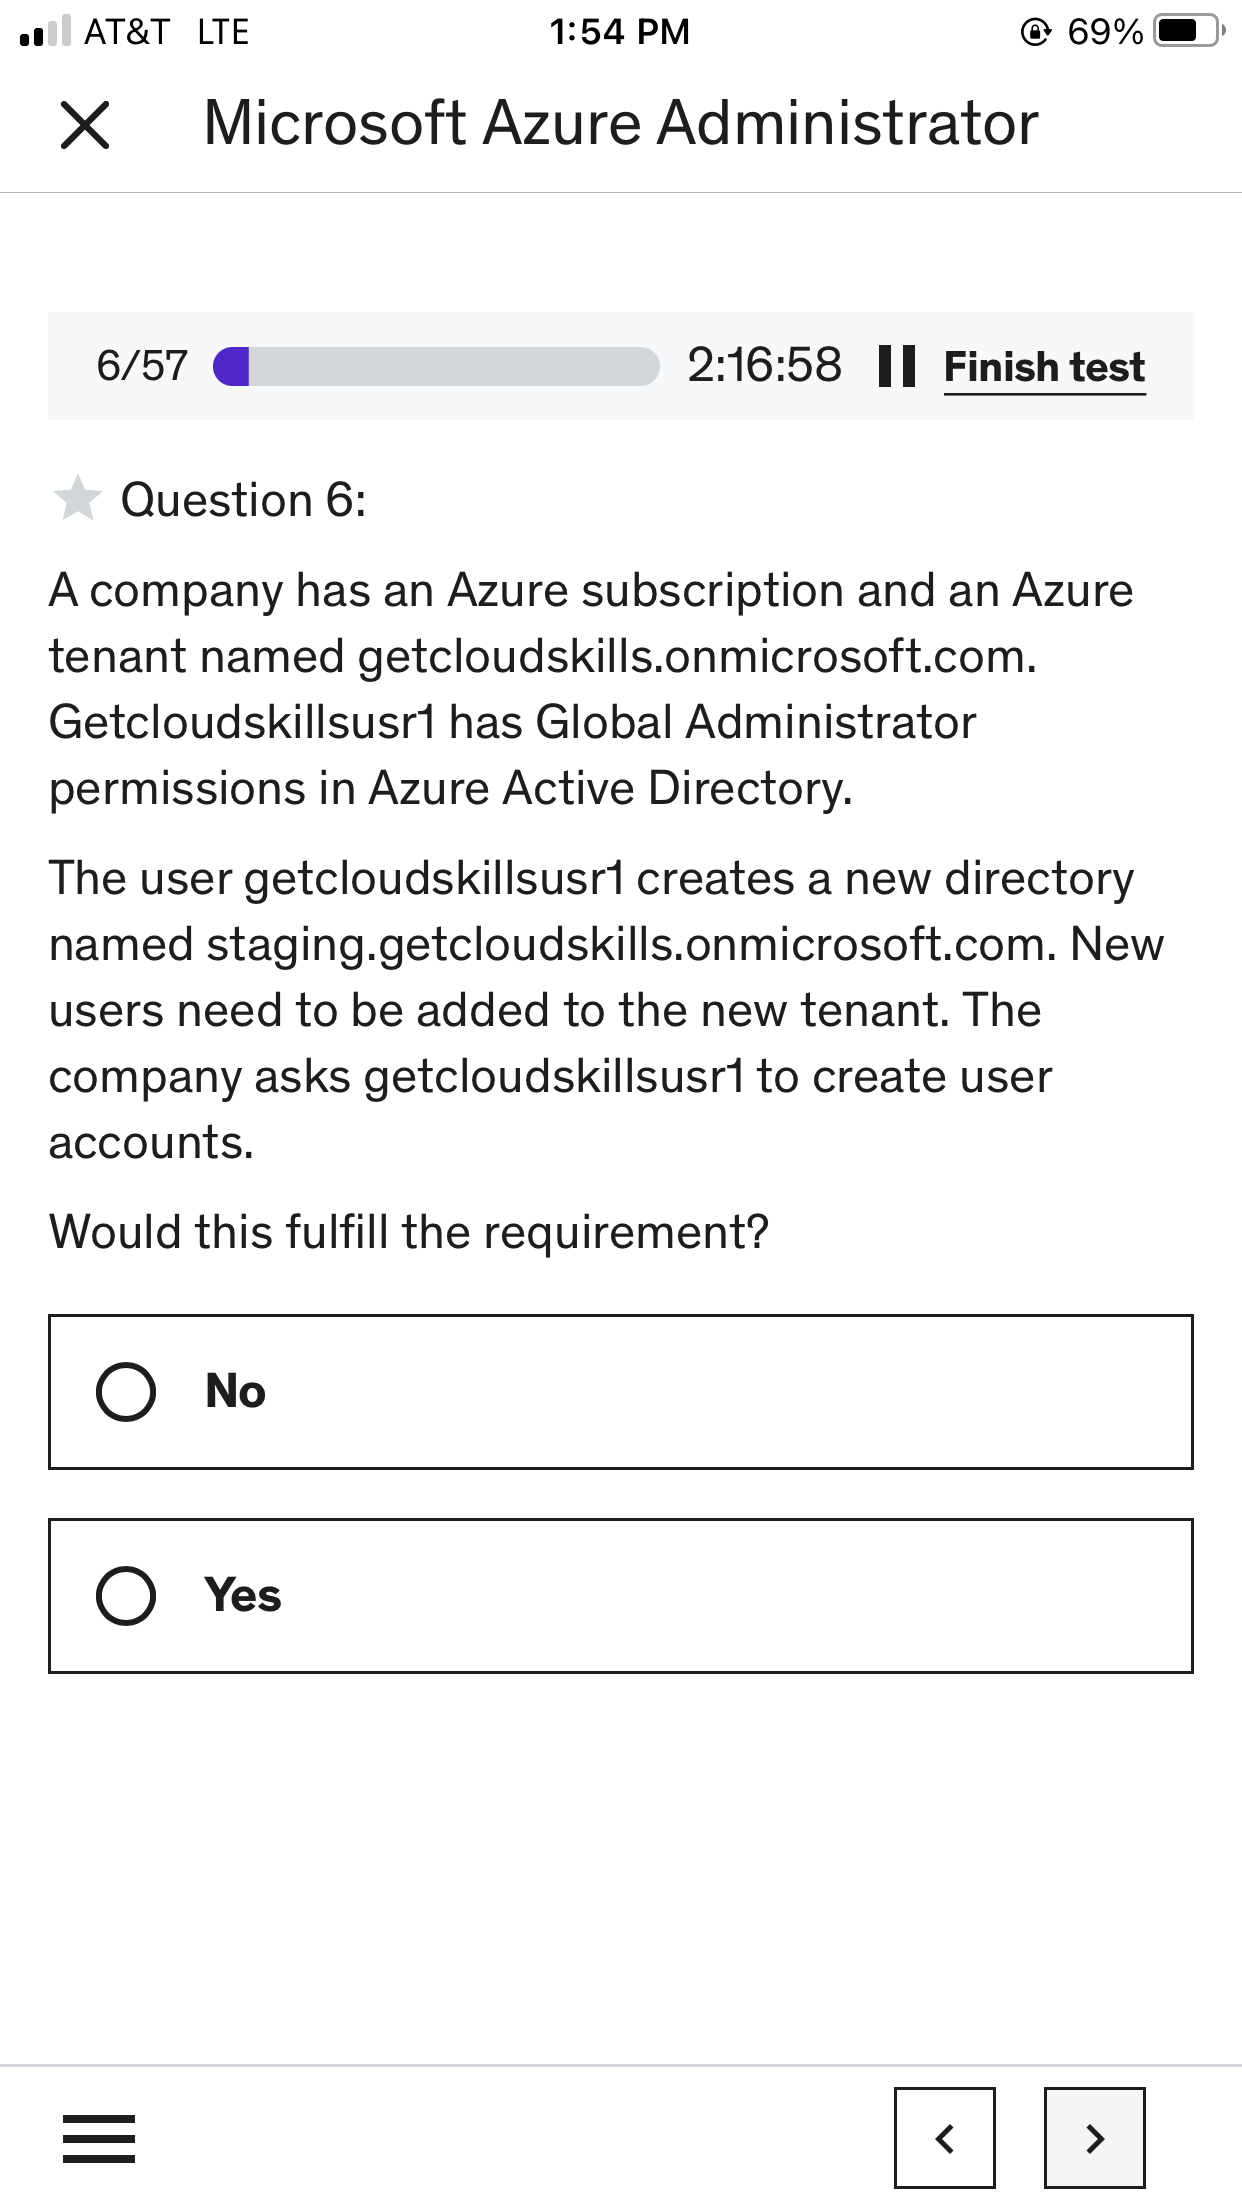 AT&T LTE 1:54 PM 69%
Microsoft Azure Administrator
6/57 2:16:58 Finish test
Question 6:
A company has an Azure subscription and an Azure
tenant named getcloudskills.onmicrosoft.com.
Getcloudskillsusr1 has Global Administrator
permissions in Azure Active Directory.
The user getcloudskillsusr1 creates a new directory
named staging.getcloudskills.onmicrosoft.com. New
users need to be added to the new tenant. The
company asks getcloudskillsusr1 to create user
accounts.
Would this fulfill the requirement?
No
Yes